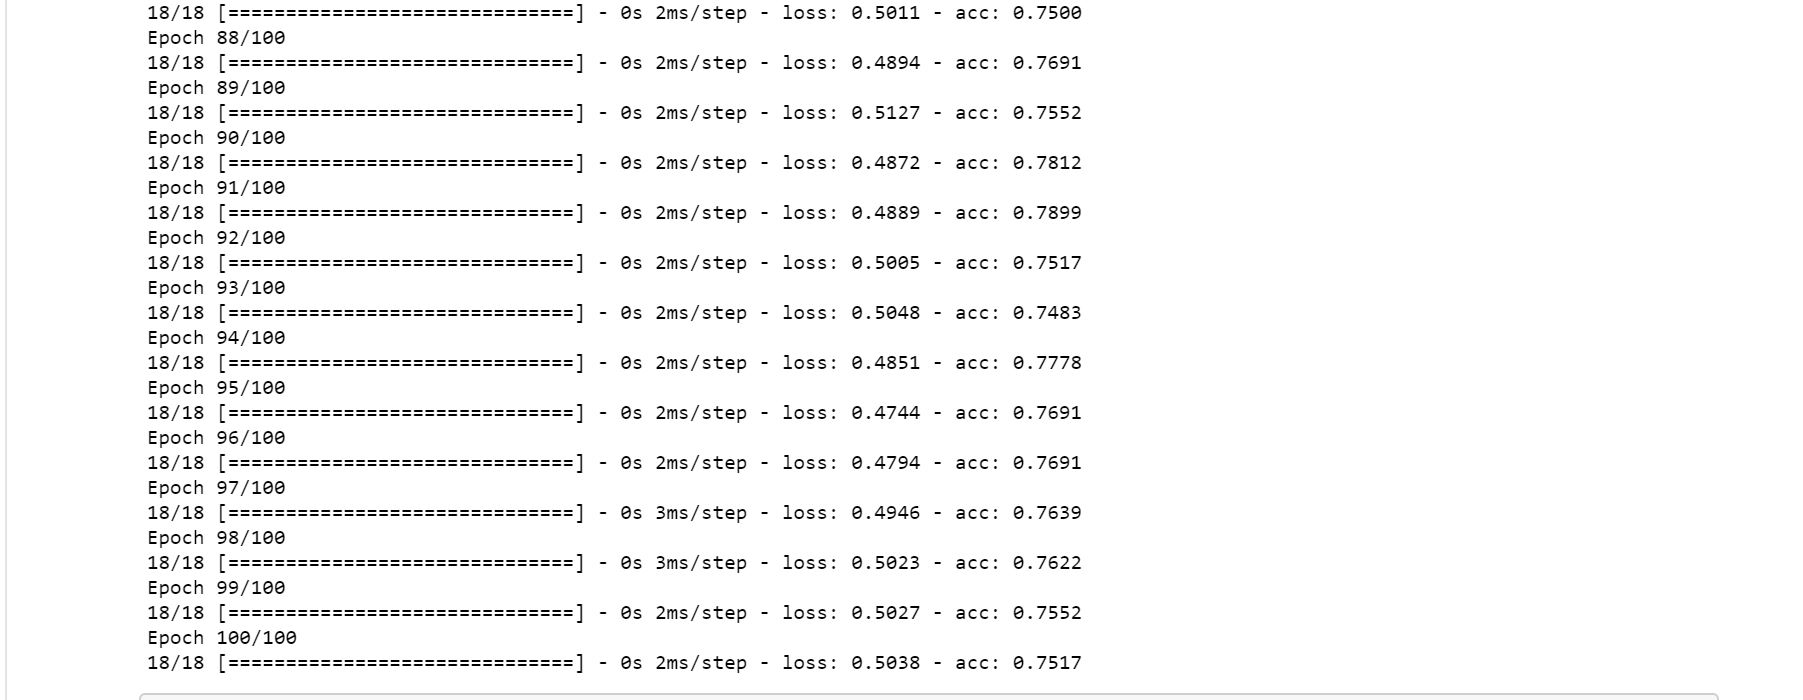 18/18 [==============================] - 0s 2ms/step - loss: 0.5011 - acc: 0.7500
Epoch 88/100
18/18 [==============================] - 0s 2ms/step - loss: 0.4894 - acc: 0.7691
Epoch 89/100
18/18 [==============================] - 0s 2ms/step - loss: 0.5127 - acc: 0.7552
Epoch 90/100
18/18 [==============================] - 0s 2ms/step - loss: 0.4872 - acc: 0.7812
Epoch 91/100
18/18 [==============================] - 0s 2ms/step - loss: 0.4889 - acc: 0.7899
Epoch 92/100
18/18 [==============================] - 0s 2ms/step - loss: 0.5005 - acc: 0.7517
Epoch 93/100
18/18 [==============================] - 0s 2ms/step - loss: 0.5048 - acc: 0.7483
Epoch 94/100
18/18 [==============================] - 0s 2ms/step - loss: 0.4851 - acc: 0.7778
Epoch 95/100
18/18 [==============================] - 0s 2ms/step - loss: 0.4744 - acc: 0.7691
Epoch 96/100
18/18 [==============================] - 0s 2ms/step - loss: 0.4794 - acc: 0.7691
Epoch 97/100
18/18 [==============================] - 0s 3ms/step - loss: 0.4946 - acc: 0.7639
Epoch 98/100
18/18 [==============================] - 0s 3ms/step - loss: 0.5023 - acc: 0.7622
Epoch 99/100
18/18 [==============================] - 0s 2ms/step - loss: 0.5027 - acc: 0.7552
Epoch 100/100
18/18 [==============================] - 0s 2ms/step - loss: 0.5038 - acc: 0.7517